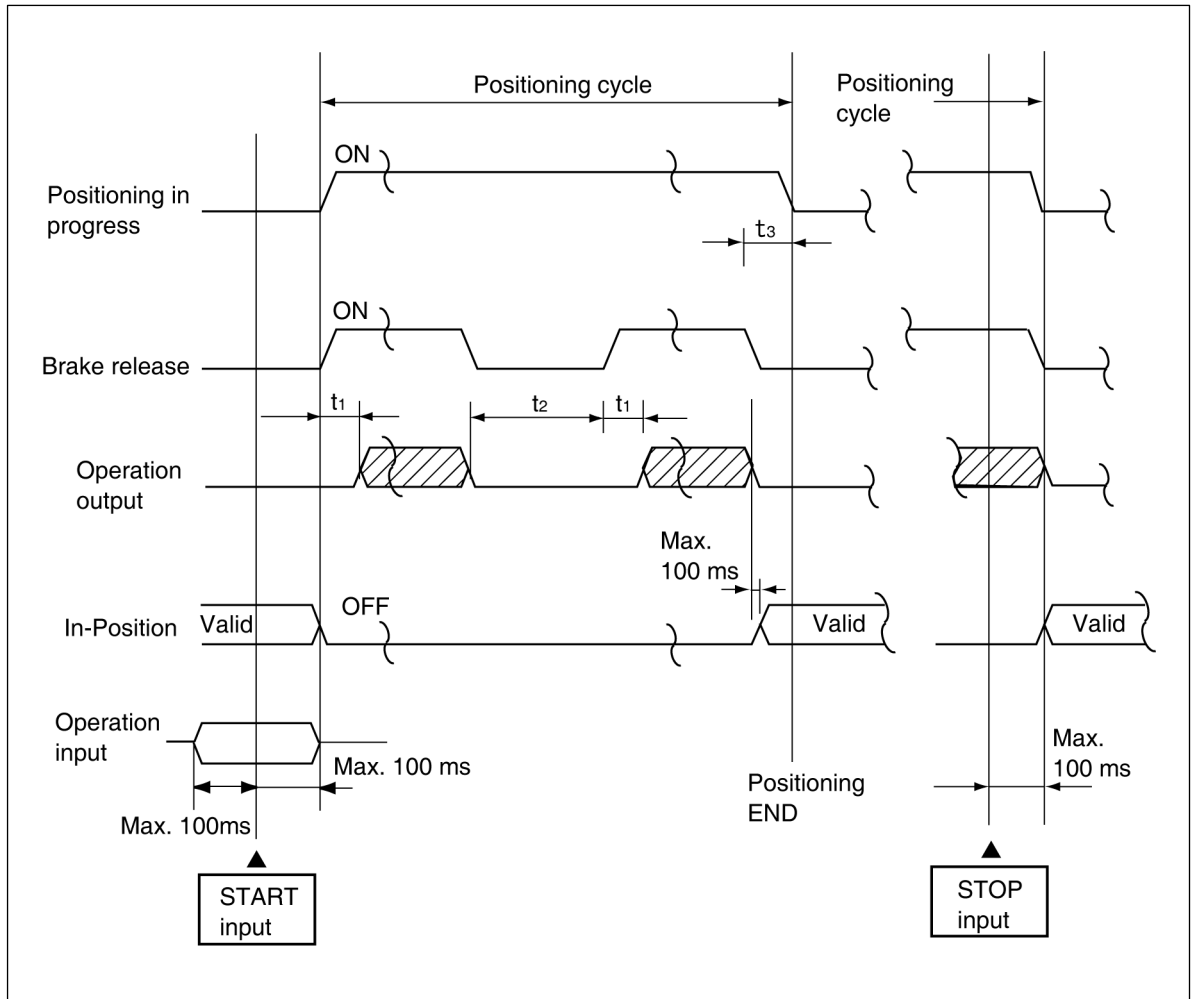 Positioning cycle
Positioning
cycle
ON
Positioning in
progress
t3
ON
Brake release
t1
t2
t1
Operation
output
Max.
100 ms
OFF
In-Position
Valid
Valid
Valid
Operation
input
Max. 100 ms
Max. 100ms
Positioning
END
Max.
100 ms
START
input
STOP
input